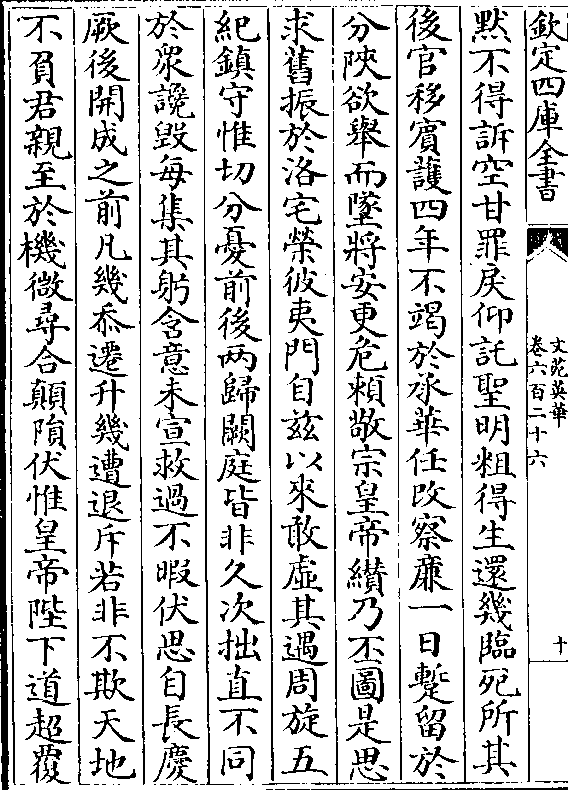 欽定四庫全書
文苑英華
卷六百二十六
十
黙不得訴空甘罪戾仰託聖明粗得生還幾臨死所其
後官移賓護四年不竭於承華任改察亷一日蹔留於
分陜欲舉而墜將安更危頼敬宗皇帝纉乃丕圖是思
求舊振於洛宅榮彼夷門自兹以來敢虚其遇周旋五
紀鎮守惟切分憂前後两歸闕庭皆非久次拙直不同
於衆讒毁每集其躬含意未宣救過不暇伏思自長慶
厥後開成之前凡幾忝遷升幾遭退斥若非不欺天地
不負君親至於機微尋合顛隕伏惟皇帝陛下道超覆